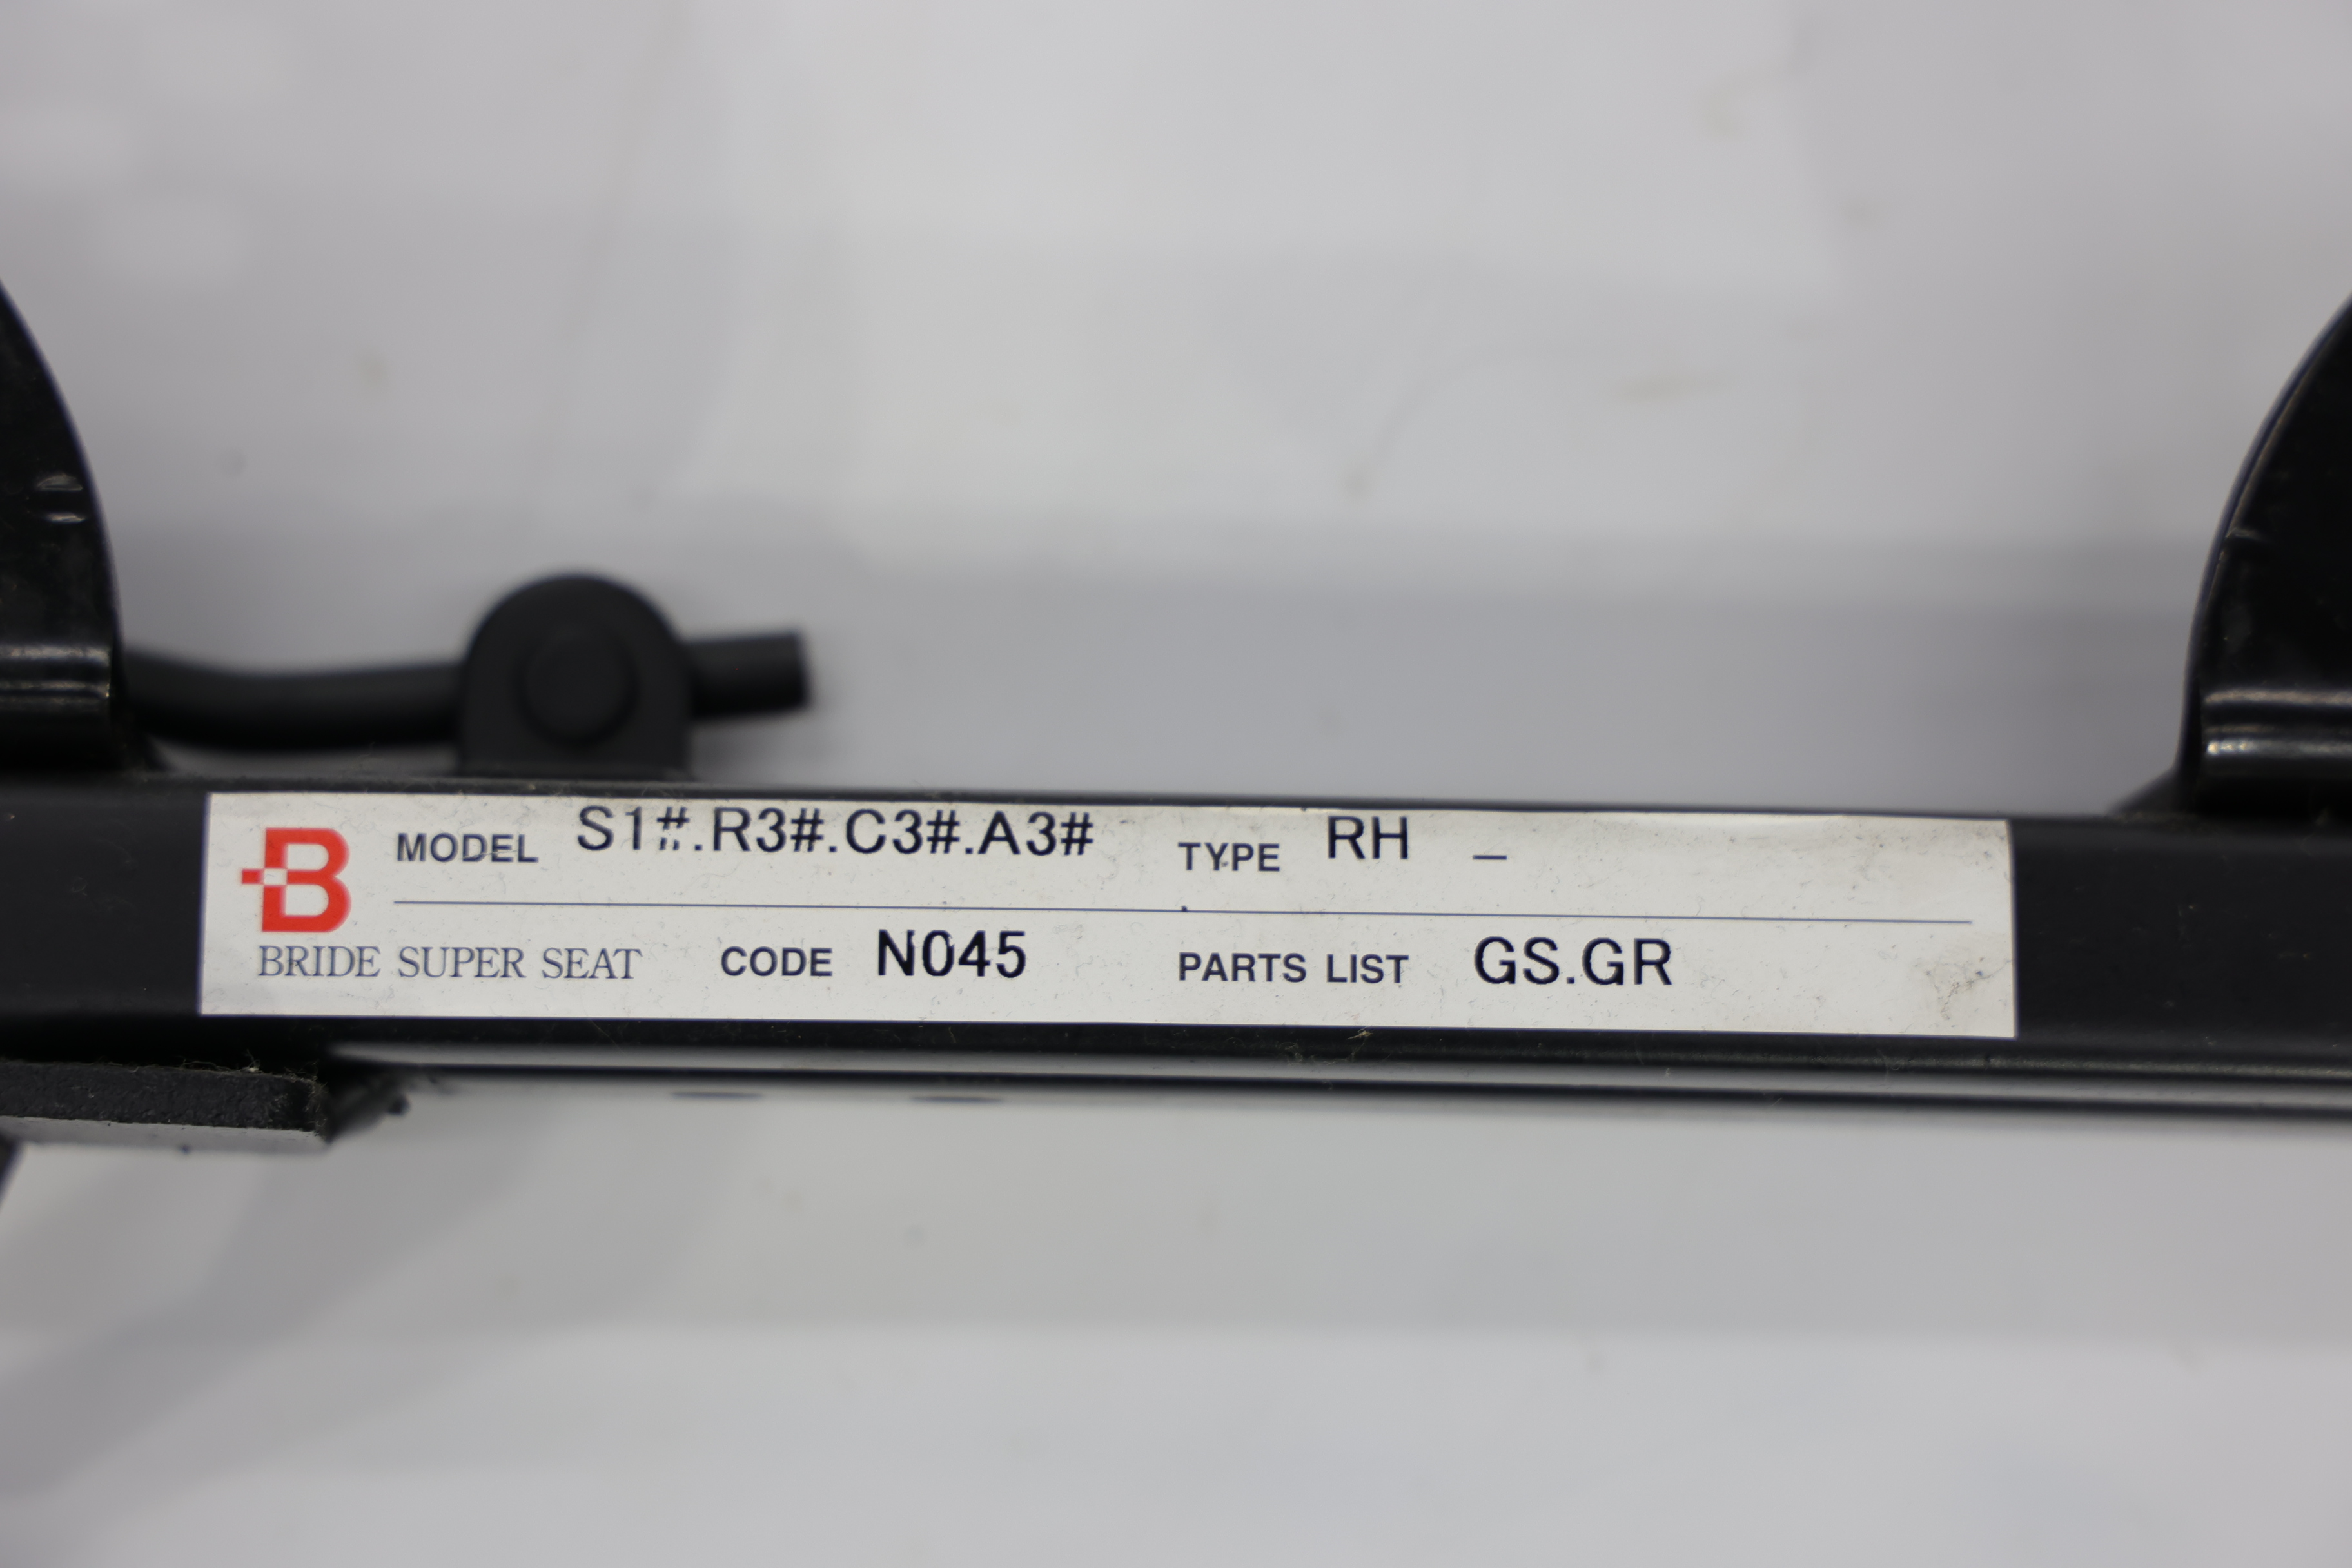 B MODEL S1#.R3#.C3#.A3# TYPE RH –
BRIDE SUPER SEAT CODE N045 PARTS LIST GS.GR